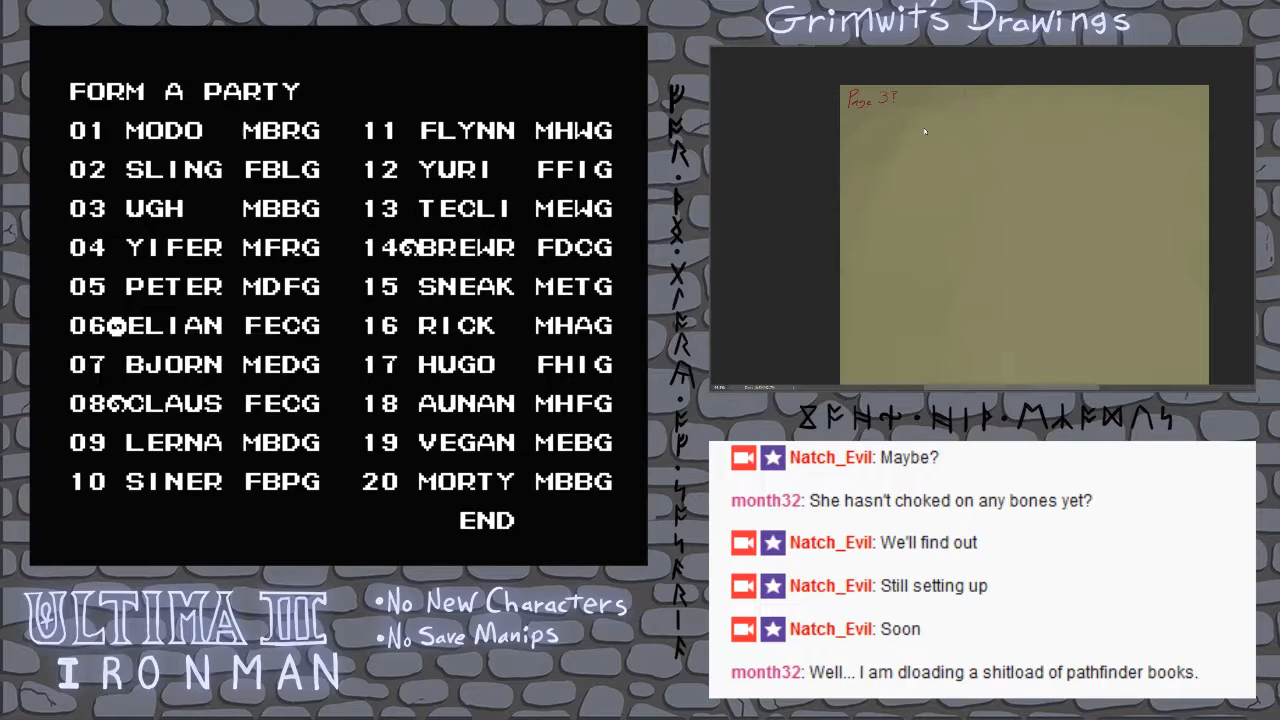 Grimwit's Drawings
FORM A PARTY
01 MODO MBRG 11 FLYNN MHWG
02 SLING FBLG 12 YURI FFIG
03 UGH MBBG 13 TECLI MEWG
04 YIFER MFRG 14 BREWR FDCG
05 PETER MDFG 15 SNEAK METG
06 ELIAN FECG 16 RICK MHAG
07 BJORN MEDG 17 HUGO FHIG
08 CLAUS FECG 18 AUNAN MHFG
09 LERNA MBDG 19 VEGAN MEBG
10 SINER FBPG 20 MORTY MBBG
END
Page 3?
ULTIMA III
IRONMAN
•No New Characters
•No Save Manips
Natch_Evil: Maybe?
month32: She hasn't choked on any bones yet?
Natch_Evil: We'll find out
Natch_Evil: Still setting up
Natch_Evil: Soon
month32: Well... I am dloading a shitload of pathfinder books.